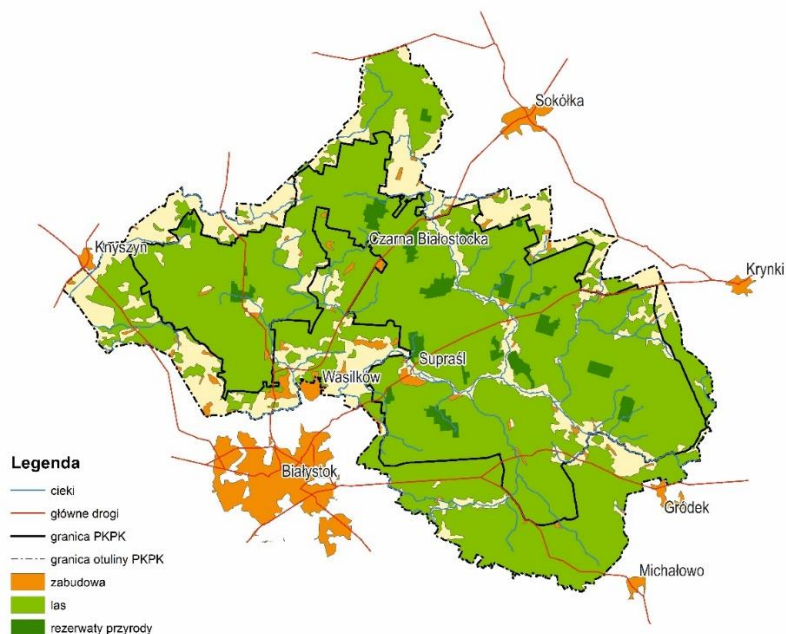 Sokółka
Knyszyn
Czarna Białostocka
Krynki
Supraśl
Wasilków
Białystok
Gródek
Michałowo
Legenda
cieki
główne drogi
granica PKPK
granica otuliny PKPK
zabudowa
las
rezerwaty przyrody